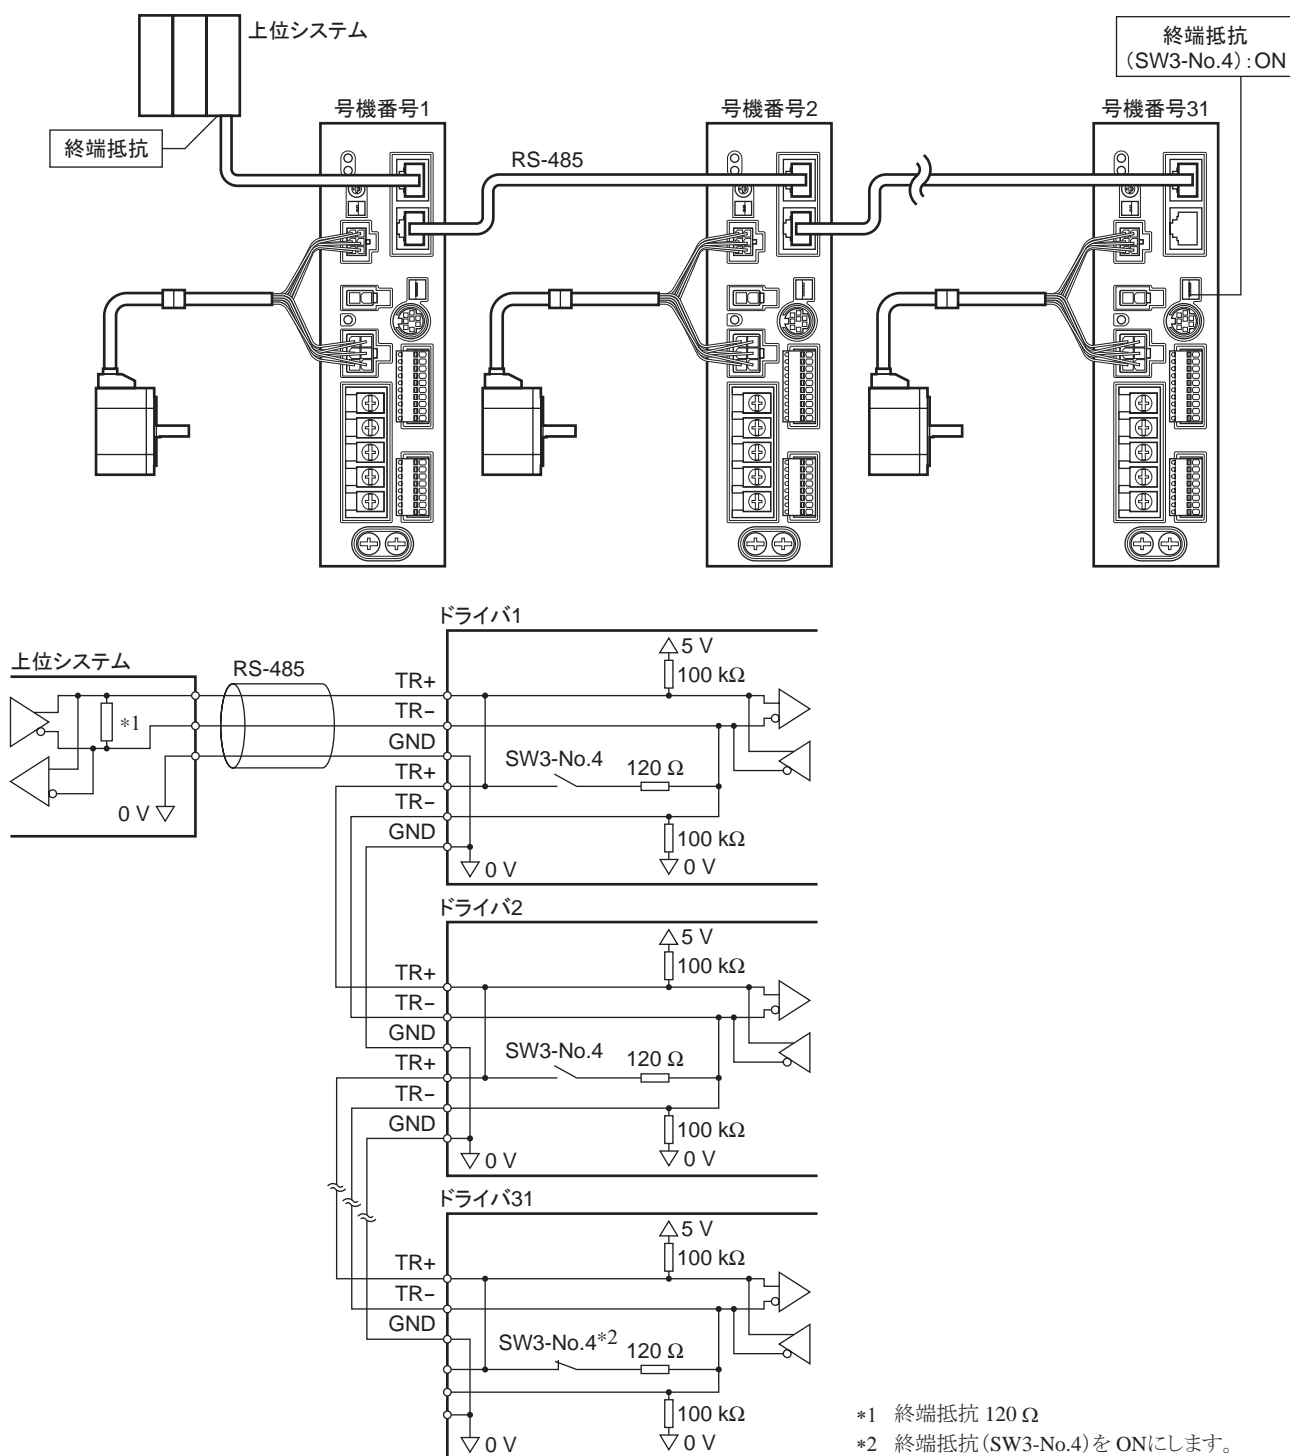 上位システム
終端抵抗
(SW3-No.4):ON
終端抵抗
号機番号1
号機番号2
号機番号31
RS-485
ドライバ1
上位システム
RS-485
*1
0 V
TR+
TR-
GND
TR+
TR-
GND
5 V
100 kΩ
SW3-No.4
120 Ω
100 kΩ
0 V
0 V
ドライバ2
TR+
TR-
GND
TR+
TR-
GND
5 V
100 kΩ
SW3-No.4
120 Ω
100 kΩ
0 V
0 V
ドライバ31
TR+
TR-
GND
5 V
100 kΩ
SW3-No.4*2
120 Ω
100 kΩ
0 V
0 V
*1 終端抵抗 120 Ω
*2 終端抵抗(SW3-No.4)を ONにします。